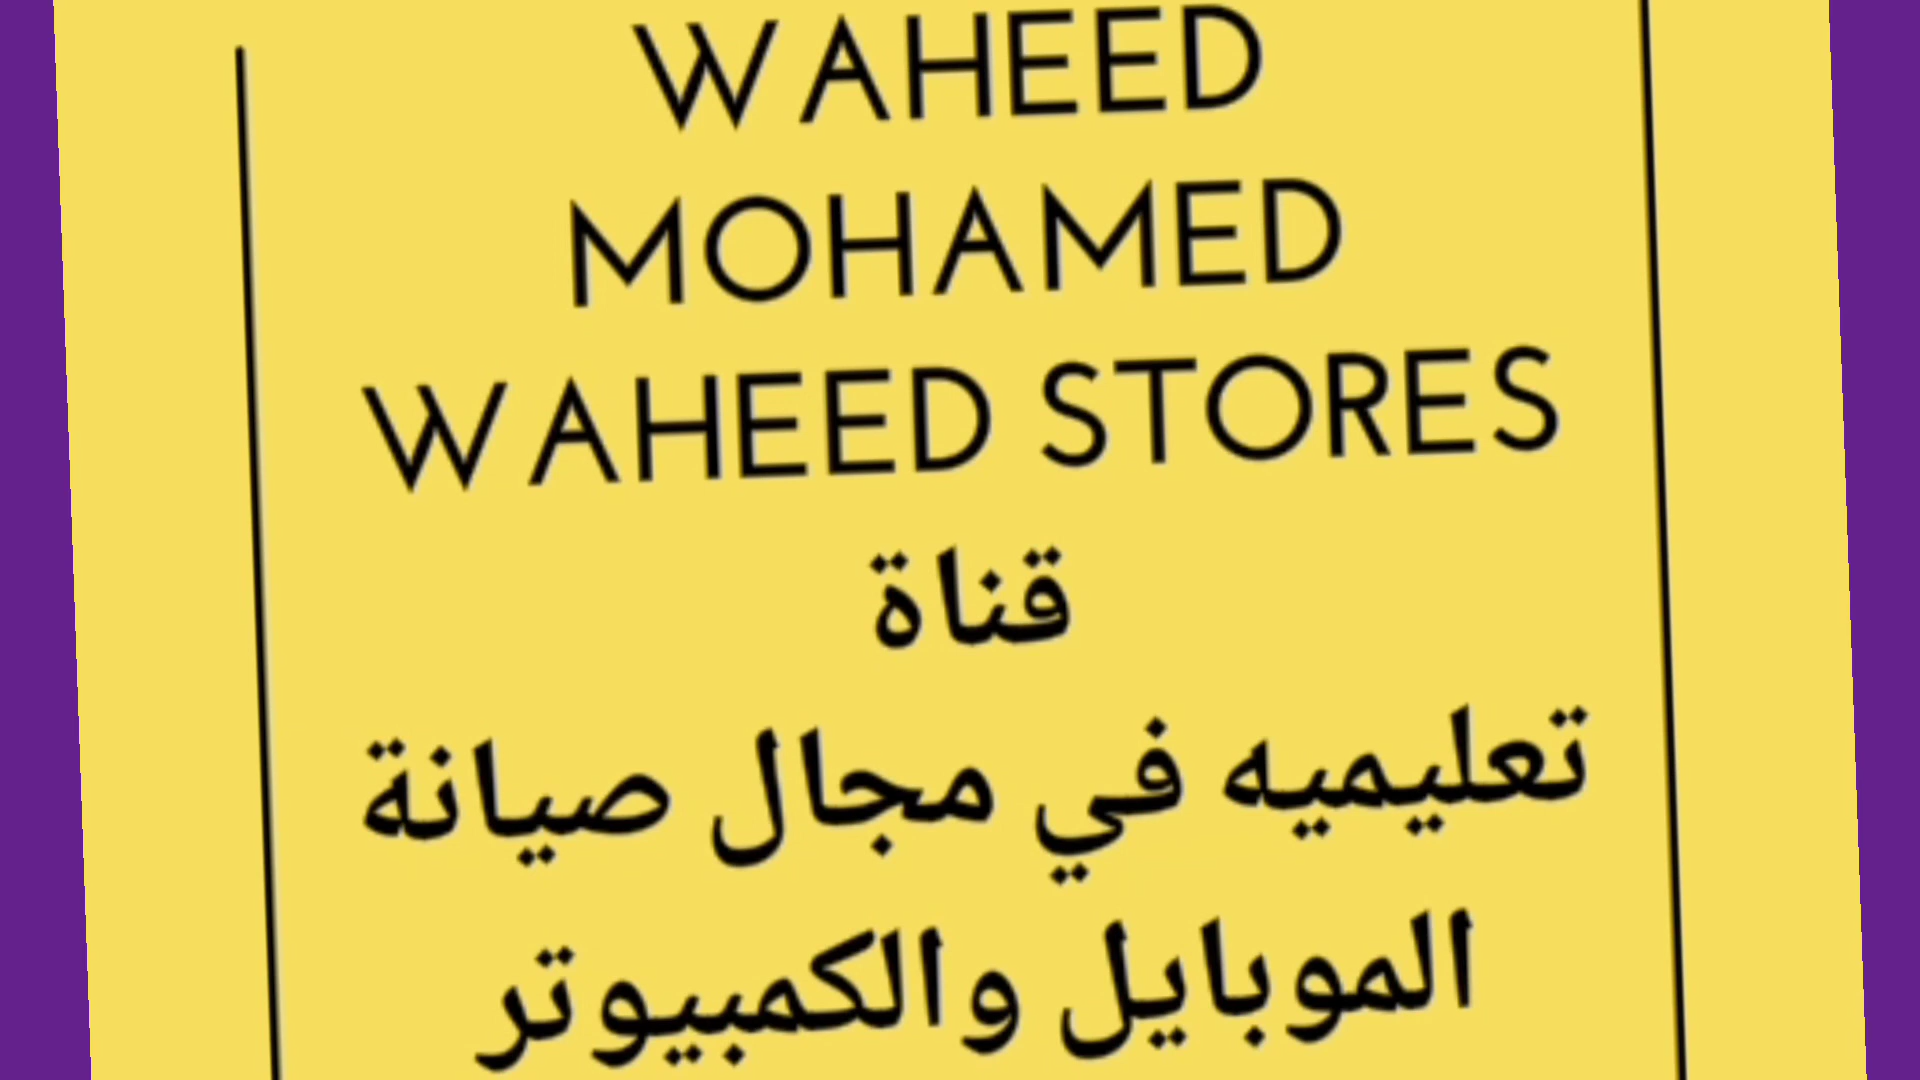 WAHEED
MOHAMED
WAHEED STORES
قناة
تعليميه في مجال صيانة
الموبايل والكمبيوتر